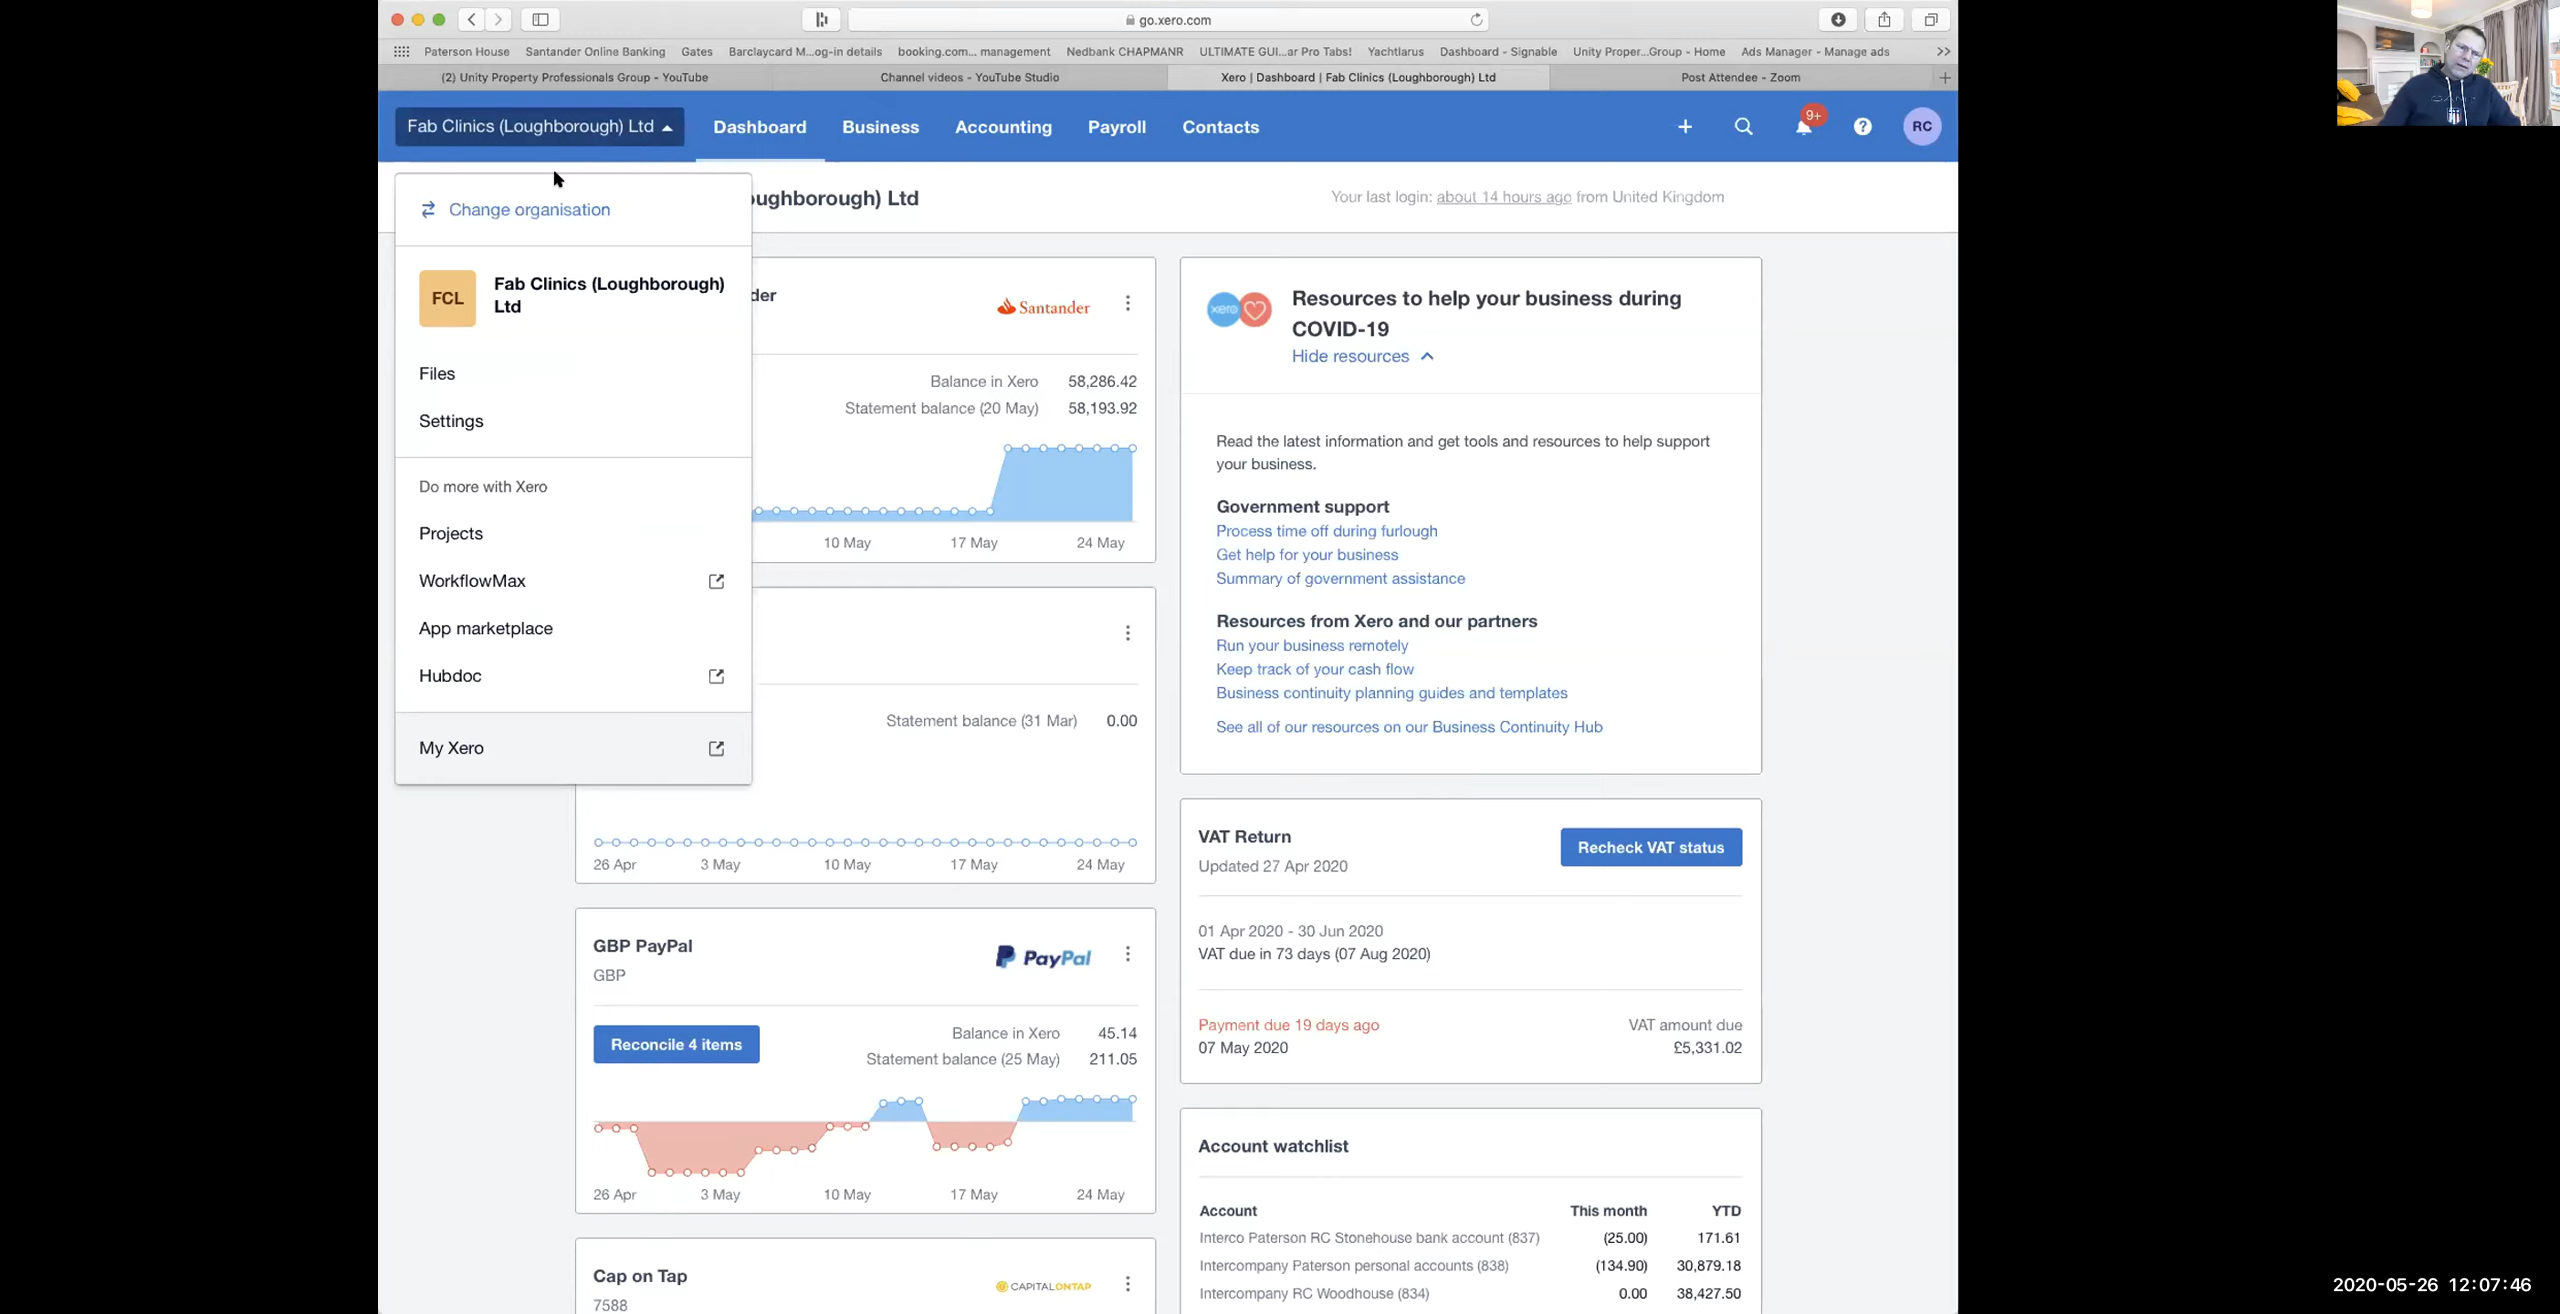 go.xero.com
Paterson House
Santander Online Banking
Gates
Barclaycard M...og-in details
booking.com... management
Nedbank CHAPMANR
ULTIMATE GUI...ar Pro Tabs!
Yachtlarus
Dashboard - Signable
Unity Proper...Group - Home
Ads Manager - Manage ads
(2) Unity Property Professionals Group - YouTube
Channel videos - YouTube Studio
Xero | Dashboard | Fab Clinics (Loughborough) Ltd
Post Attendee - Zoom
Fab Clinics (Loughborough) Ltd
Dashboard
Business
Accounting
Payroll
Contacts
9+
RC
Change organisation
oughborough) Ltd
Your last login: about 14 hours ago from United Kingdom
FCL
Fab Clinics (Loughborough)
Ltd
Files
Settings
Do more with Xero
Projects
WorkflowMax
App marketplace
Hubdoc
My Xero
der
Santander
Balance in Xero 58,286.42
Statement balance (20 May) 58,193.92
10 May 17 May 24 May
Statement balance (31 Mar) 0.00
26 Apr 3 May 10 May 17 May 24 May
GBP PayPal
GBP
PayPal
Reconcile 4 items
Balance in Xero 45.14
Statement balance (25 May) 211.05
26 Apr 3 May 10 May 17 May 24 May
Cap on Tap
7588
CAPITALONTAP
xero
Resources to help your business during
COVID-19
Hide resources
Read the latest information and get tools and resources to help support
your business.
Government support
Process time off during furlough
Get help for your business
Summary of government assistance
Resources from Xero and our partners
Run your business remotely
Keep track of your cash flow
Business continuity planning guides and templates
See all of our resources on our Business Continuity Hub
VAT Return
Updated 27 Apr 2020
Recheck VAT status
01 Apr 2020 - 30 Jun 2020
VAT due in 73 days (07 Aug 2020)
Payment due 19 days ago
VAT amount due
07 May 2020
£5,331.02
Account watchlist
Account This month YTD
Interco Paterson RC Stonehouse bank account (837) (25.00) 171.61
Intercompany Paterson personal accounts (838) (134.90) 30,879.18
Intercompany RC Woodhouse (834) 0.00 38,427.50
2020-05-26 12:07:46